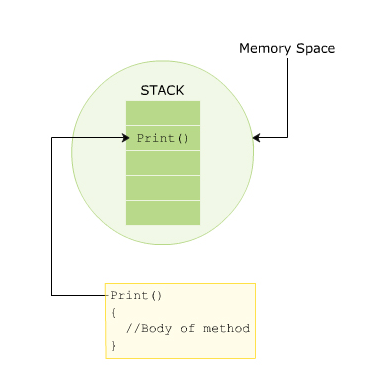 Memory Space
STACK
Print()
Print()
{
//Body of method
}